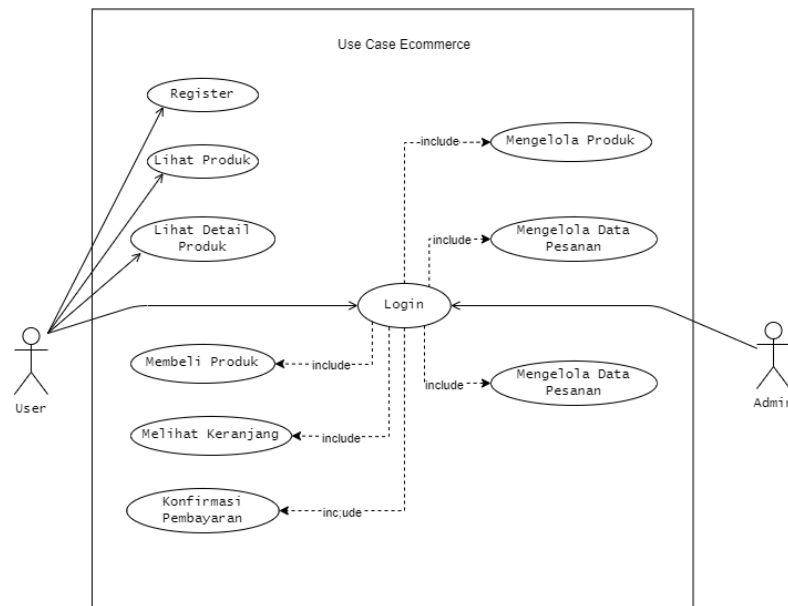 Use Case Ecommerce
Register
Lihat Produk
Lihat Detail
Produk
include
Mengelola Produk
include
Mengelola Data
Pesanan
Login
User
Admin
Membeli Produk
include
include
Mengelola Data
Pesanan
Melihat Keranjang
include
Konfirmasi
Pembayaran
inc;ude